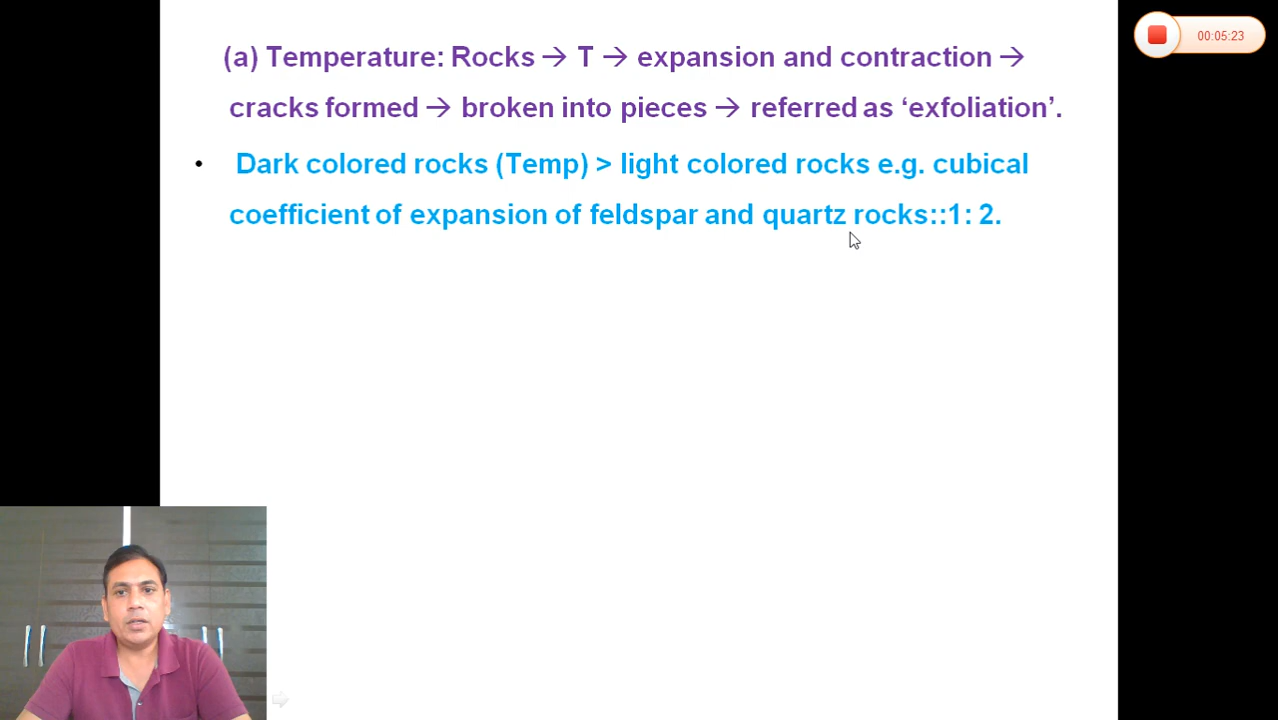 00:05:23
(a) Temperature: Rocks → T → expansion and contraction →
cracks formed → broken into pieces → referred as ‘exfoliation’.
• Dark colored rocks (Temp) > light colored rocks e.g. cubical
coefficient of expansion of feldspar and quartz rocks::1: 2.